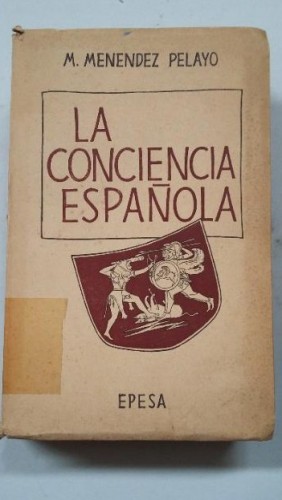 M. MENENDEZ PELAYO
LA
CONCIENCIA
ESPAÑOLA
EPESA